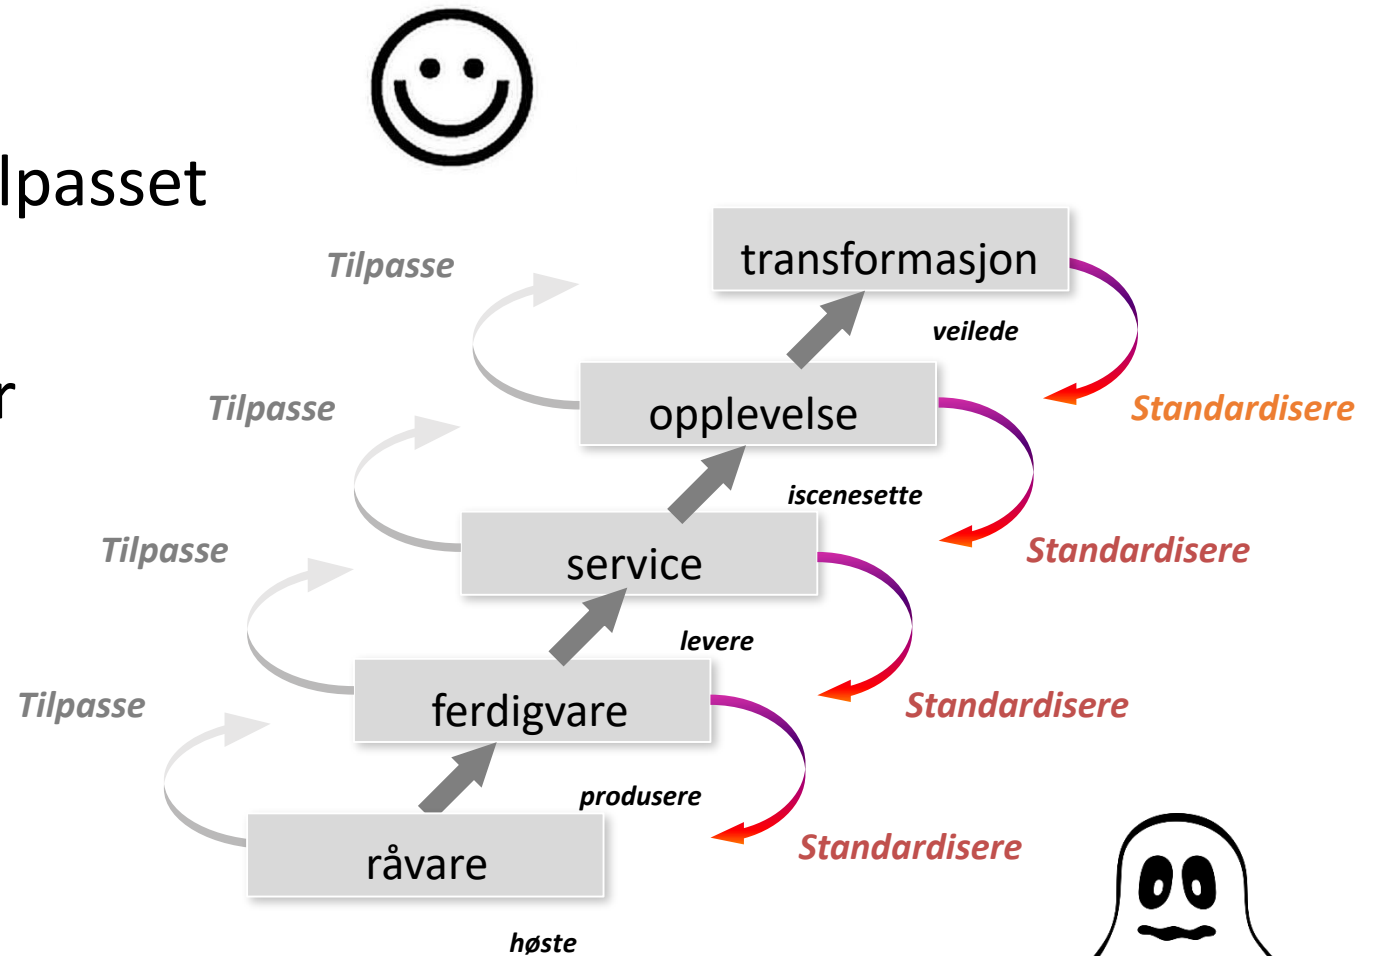 lpasset
transformasjon
Tilpasse
veilede
r
opplevelse
Tilpasse
Standardisere
iscenesette
service
Tilpasse
Standardisere
levere
ferdigvare
Tilpasse
Standardisere
produsere
råvare
Standardisere
høste